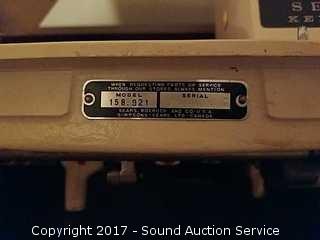 S E
K E
WHEN REQUESTING PARTS OR SERVICE
THROUGH OUR STORES ALWAYS MENTION
MODEL SERIAL
158.921
SEARS, ROEBUCK AND CO-U.S.A.
SIMPSONS-SEARS LTD-CANADA
Copyright 2017 - Sound Auction Service